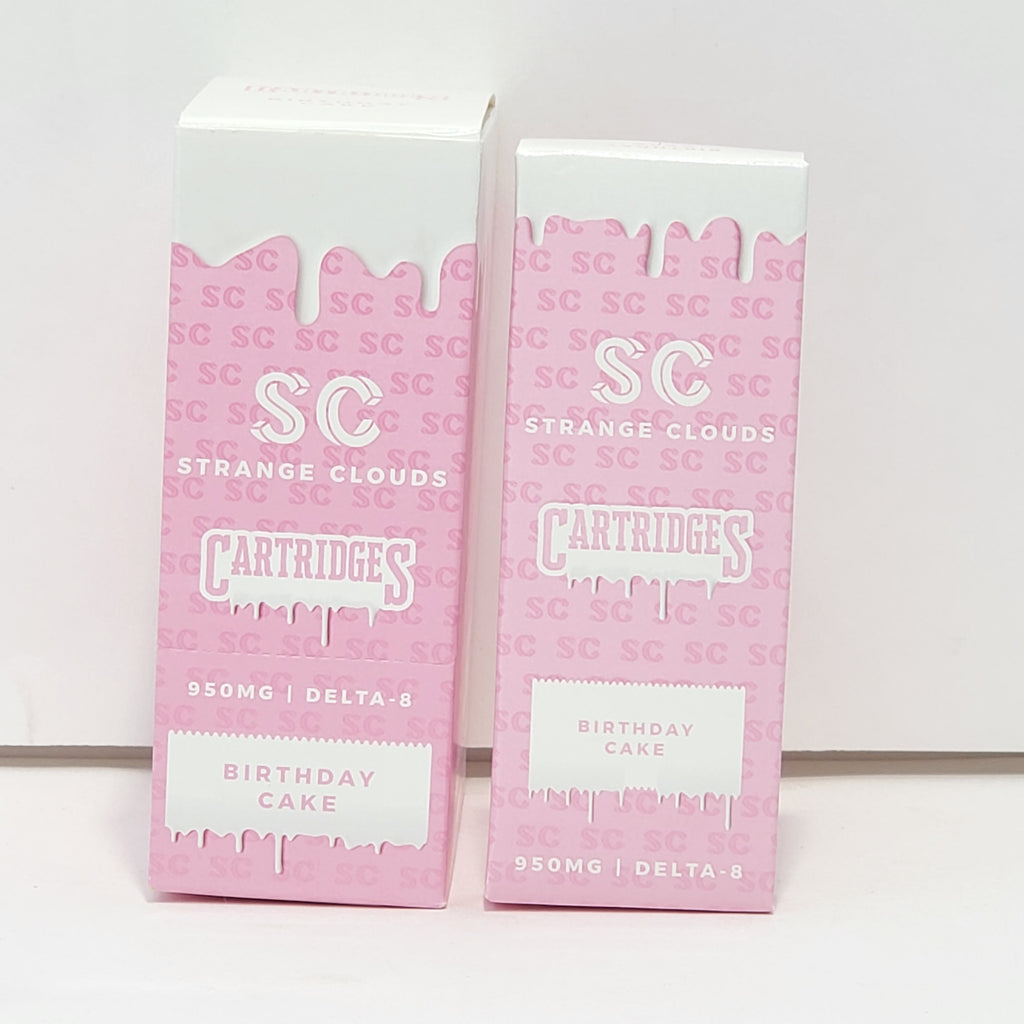 SC
STRANGE CLOUDS
CARTRIDGES
950MG | DELTA-8
BIRTHDAY
CAKE
SC
STRANGE CLOUDS
CARTRIDGES
BIRTHDAY
CAKE
950MG | DELTA-8